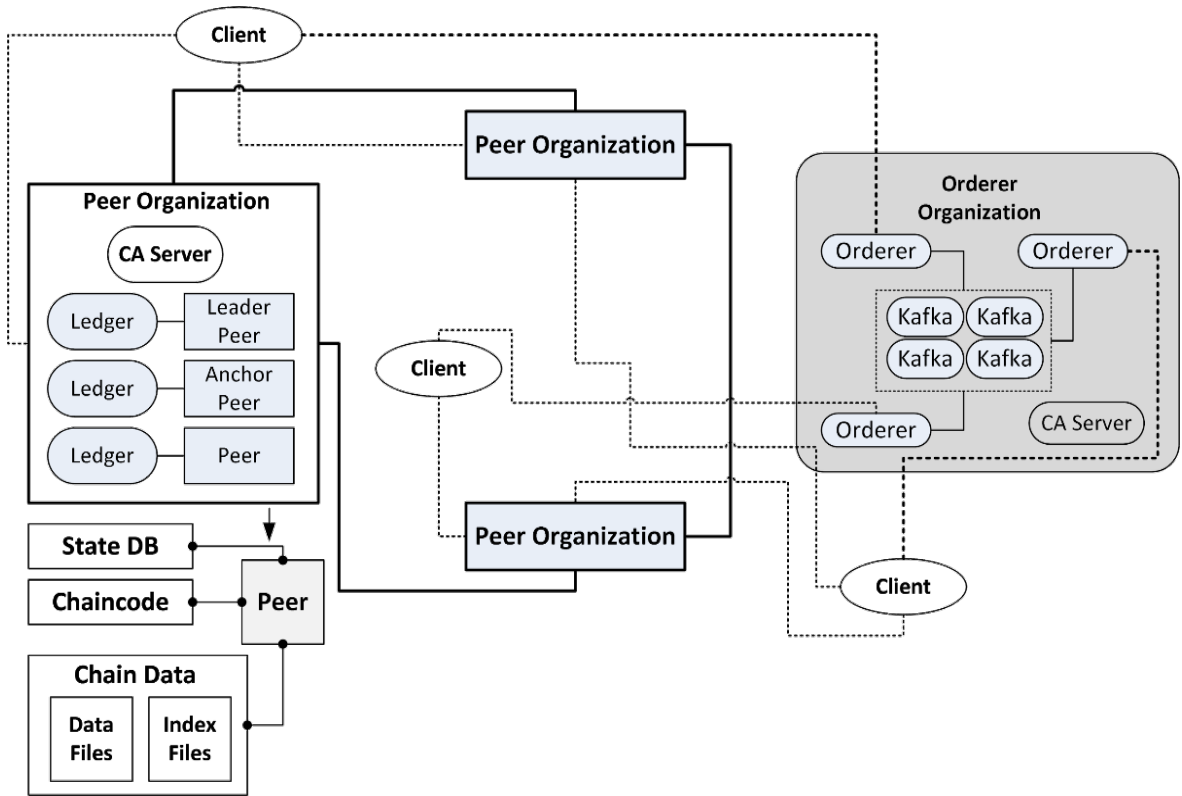 Client
Peer Organization
Orderer
Organization
Peer Organization
CA Server
Orderer
Orderer
Ledger
Leader
Peer
Kafka
Kafka
Kafka
Kafka
Ledger
Anchor
Peer
Client
Ledger
Peer
Orderer
CA Server
Peer Organization
State DB
Chaincode
Peer
Client
Chain Data
Data
Files
Index
Files